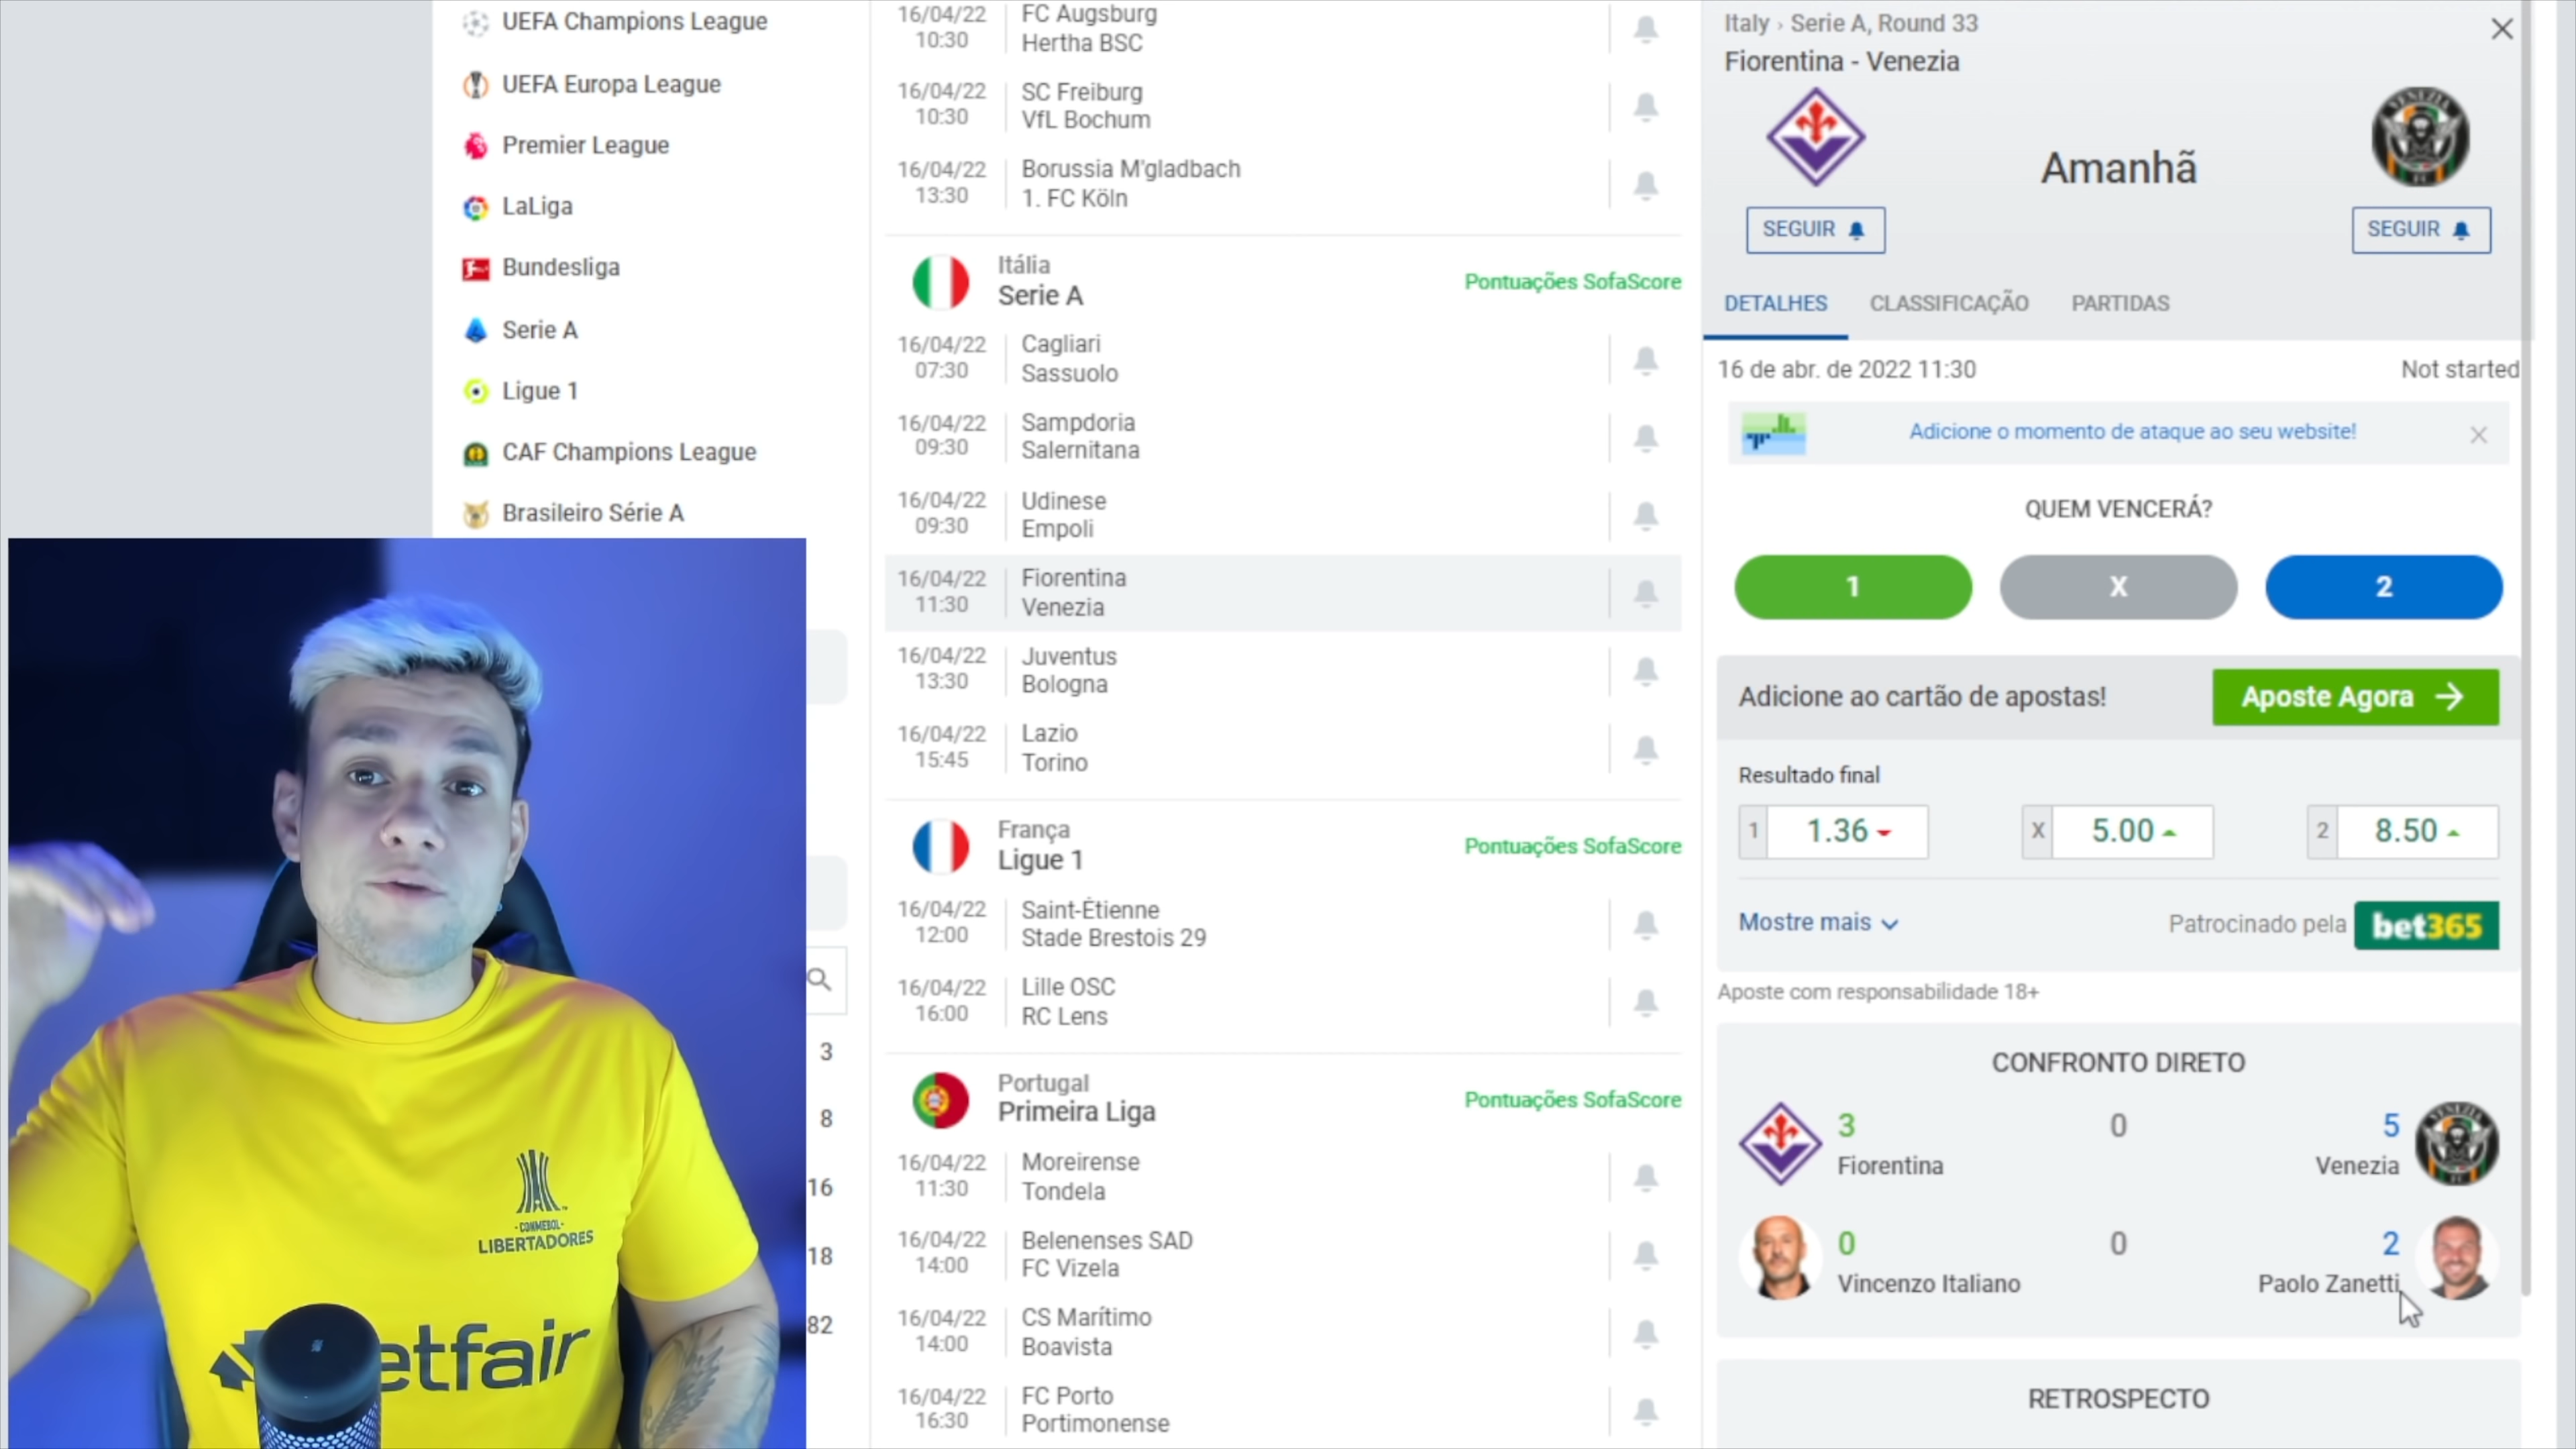 UEFA Champions League
UEFA Europa League
Premier League
LaLiga
Bundesliga
Serie A
Ligue 1
CAF Champions League
Brasileiro Série A
3
8
16
18
82
CONMEBOL
LIBERTADORES
etfair
16/04/22
10:30
FC Augsburg
Hertha BSC
16/04/22
10:30
SC Freiburg
VfL Bochum
16/04/22
13:30
Borussia M'gladbach
1. FC Köln
Itália
Serie A
Pontuações SofaScore
16/04/22
07:30
Cagliari
Sassuolo
16/04/22
09:30
Sampdoria
Salernitana
16/04/22
09:30
Udinese
Empoli
16/04/22
11:30
Fiorentina
Venezia
16/04/22
13:30
Juventus
Bologna
16/04/22
15:45
Lazio
Torino
França
Ligue 1
Pontuações SofaScore
16/04/22
12:00
Saint-Étienne
Stade Brestois 29
16/04/22
16:00
Lille OSC
RC Lens
Portugal
Primeira Liga
Pontuações SofaScore
16/04/22
11:30
Moreirense
Tondela
16/04/22
14:00
Belenenses SAD
FC Vizela
16/04/22
14:00
CS Marítimo
Boavista
16/04/22
16:30
FC Porto
Portimonense
Italy › Serie A, Round 33
Fiorentina - Venezia
VENEZIA
FC
Amanhã
SEGUIR
SEGUIR
DETALHES CLASSIFICAÇÃO PARTIDAS
16 de abr. de 2022 11:30 Not started
Adicione o momento de ataque ao seu website!
QUEM VENCERÁ?
1 X 2
Adicione ao cartão de apostas! Aposte Agora →
Resultado final
1 1.36 X 5.00 2 8.50
Mostre mais Patrocinado pela bet365
Aposte com responsabilidade 18+
CONFRONTO DIRETO
3 0 5
Fiorentina Venezia
VENEZIA
0 0 2
Vincenzo Italiano Paolo Zanetti
RETROSPECTO